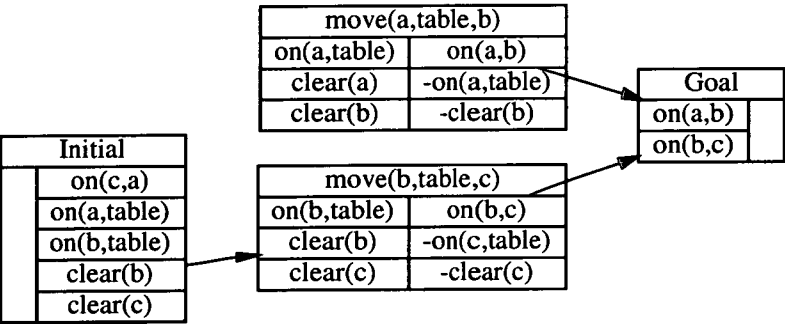 move(a,table,b)
on(a,table) on(a,b)
clear(a) -on(a,table)
clear(b) -clear(b)
Goal
on(a,b)
on(b,c)
Initial
on(c,a)
on(a,table)
on(b,table)
clear(b)
clear(c)
move(b,table,c)
on(b,table) on(b,c)
clear(b) -on(c,table)
clear(c) -clear(c)